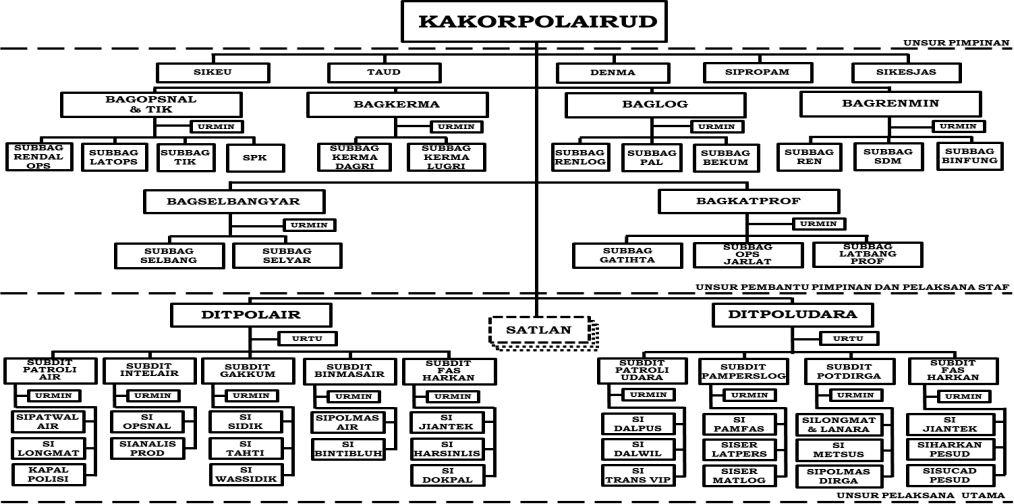 KAKORPOLAIRUD
UNSUR PIMPINAN
SIKEU
TAUD
DENMA
SIPROPAM
SIKESJAS
BAGOPSNAL
& TIK
BAGKERMA
BAGLOG
BAGRENMIN
URMIN
URMIN
URMIN
URMIN
SUBBAG
RENDAL
OPS
SUBBAG
LATOPS
SUBBAG
TIK
SPK
SUBBAG
KERMA
DAGRI
SUBBAG
KERMA
LUGRI
SUBBAG
RENLOG
SUBBAG
PAL
SUBBAG
BEKUM
SUBBAG
REN
SUBBAG
SDM
SUBBAG
BINFUNG
BAGSELBANGYAR
BAGKATPROF
URMIN
URMIN
SUBBAG
SELBANG
SUBBAG
SELYAR
SUBBAG
GATIHTA
SUBBAG
OPS
JARLAT
SUBBAG
LATBANG
PROF
UNSUR PEMBANTU PIMPINAN DAN PELAKSANA STAF
DITPOLAIR
SATLAN
DITPOLUDARA
URTU
URTU
SUBDIT
PATROLI
AIR
SUBDIT
INTELAIR
SUBDIT
GAKKUM
SUBDIT
BINMASAIR
SUBDIT
FAS
HARKAN
SUBDIT
PATROLI
UDARA
SUBDIT
PAMPERSLOG
SUBDIT
POTDIRGA
SUBDIT
FAS
HARKAN
URMIN
URMIN
URMIN
URMIN
URMIN
URMIN
URMIN
URMIN
URMIN
SIPATWAL
AIR
SI
OPSNAL
SI
SIDIK
SIPOLMAS
AIR
SI
JIANTEK
SI
DALPUS
SI
PAMFAS
SILONGMAT
& LANARA
SI
JIANTEK
SI
LONGMAT
SIANALIS
PROD
SI
TAHTI
SI
BINTIBLUH
SI
HARSINLIS
SI
DALWIL
SISER
LATPERS
SI
METSUS
SIHARKAN
PESUD
KAPAL
POLISI
SI
WASSIDIK
SI
DOKPAL
SI
TRANS VIP
SISER
MATLOG
SIPOLMAS
DIRGA
SISUCAD
PESUD
UNSUR PELAKSANA UTAMA